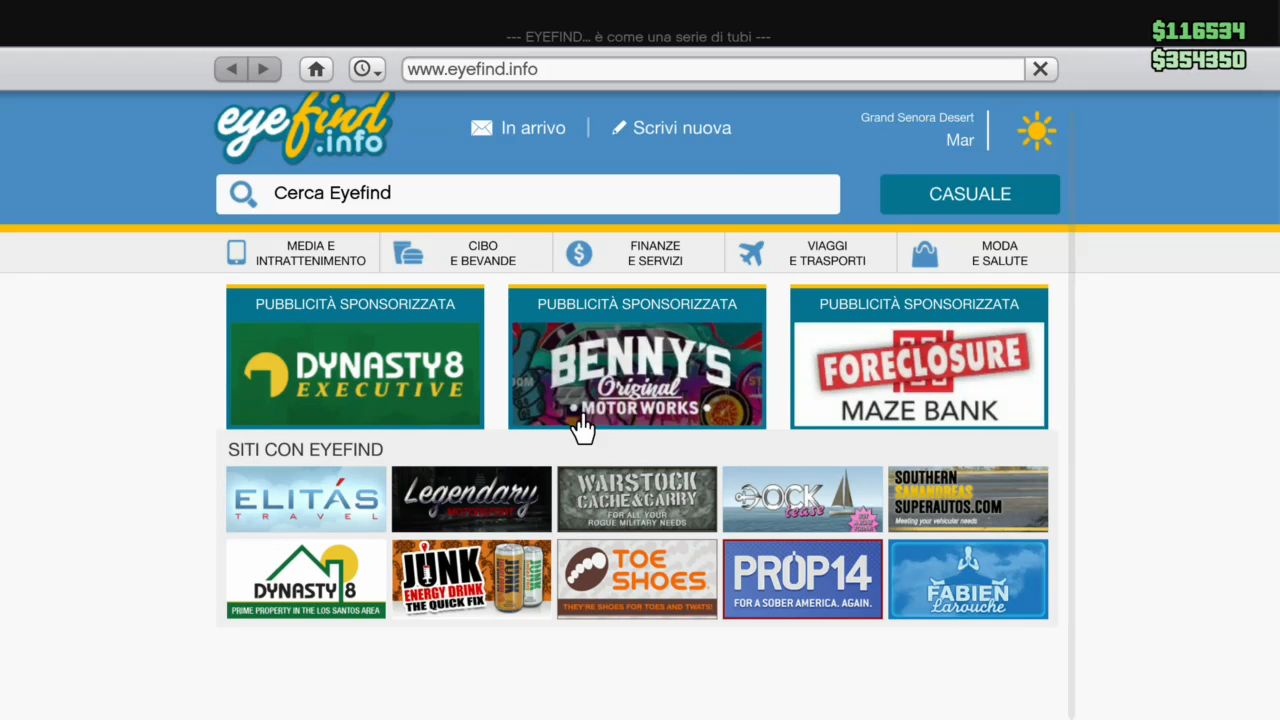 --- EYEFIND... è come una serie di tubi ---
$116534
$354350
www.eyefind.info
eyefind.info
In arrivo
Scrivi nuova
Grand Senora Desert
Mar
Cerca Eyefind
CASUALE
MEDIA E
INTRATTENIMENTO
CIBO
E BEVANDE
FINANZE
E SERVIZI
VIAGGI
E TRASPORTI
MODA
E SALUTE
PUBBLICITÀ SPONSORIZZATA
DYNASTY8
EXECUTIVE
PUBBLICITÀ SPONSORIZZATA
BENNY'S
Original
MOTOR WORKS
PUBBLICITÀ SPONSORIZZATA
FORECLOSURE
MAZE BANK
SITI CON EYEFIND
ELITÁS
TRAVEL
Legendary
MOTORSPORT
WARSTOCK
CACHE & CARRY
FOR ALL YOUR
ROGUE MILITARY NEEDS
DOCK
tease
SOUTHERN
SANANDREAS
SUPERAUTOS.COM
Meeting your vehicular needs
DYNASTY 8
PRIME PROPERTY IN THE LOS SANTOS AREA
JUNK
ENERGY DRINK
THE QUICK FIX
TOE
SHOES
THEY'RE SHOES FOR TOES AND TWATS!
PROP14
FOR A SOBER AMERICA. AGAIN.
FABIEN
Larouche